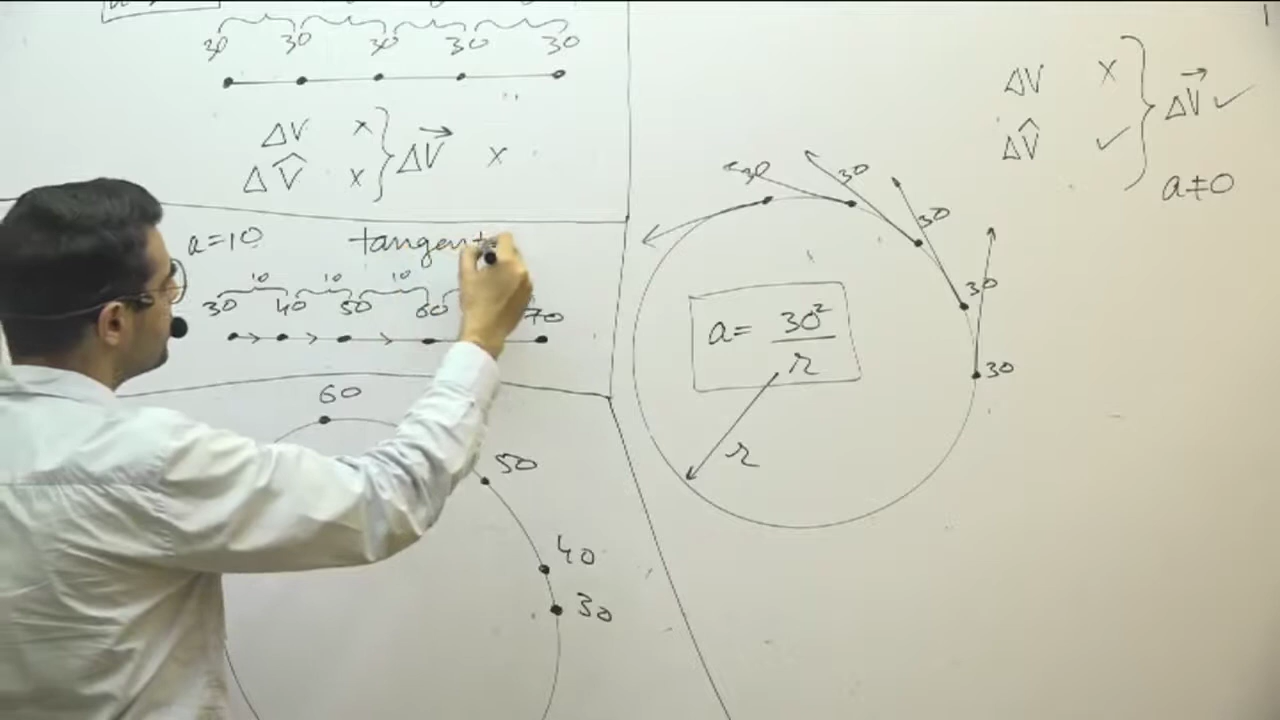 30 30 30 30 30
ΔV ×
ΔV̂ ×
ΔV⃗ ×
a=10 tangent
10 10 10
30 40 50 60 70
60
50
40
30
30 30 30 30 30
a= 30²/r
r
ΔV ×
ΔV̂ ✓
ΔV⃗ ✓
a≠0